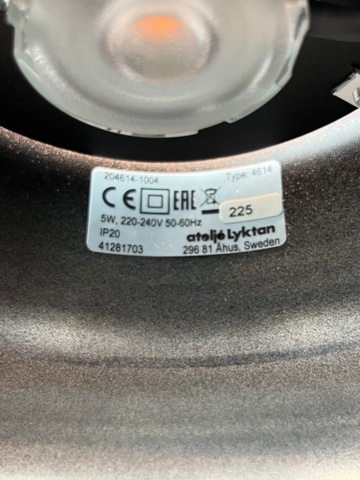 204614-1004 Type: 4614
CE EAC 225
5W, 220-240V 50-60Hz
IP20 ateljé Lyktan
41281703 296 81 Åhus, Sweden